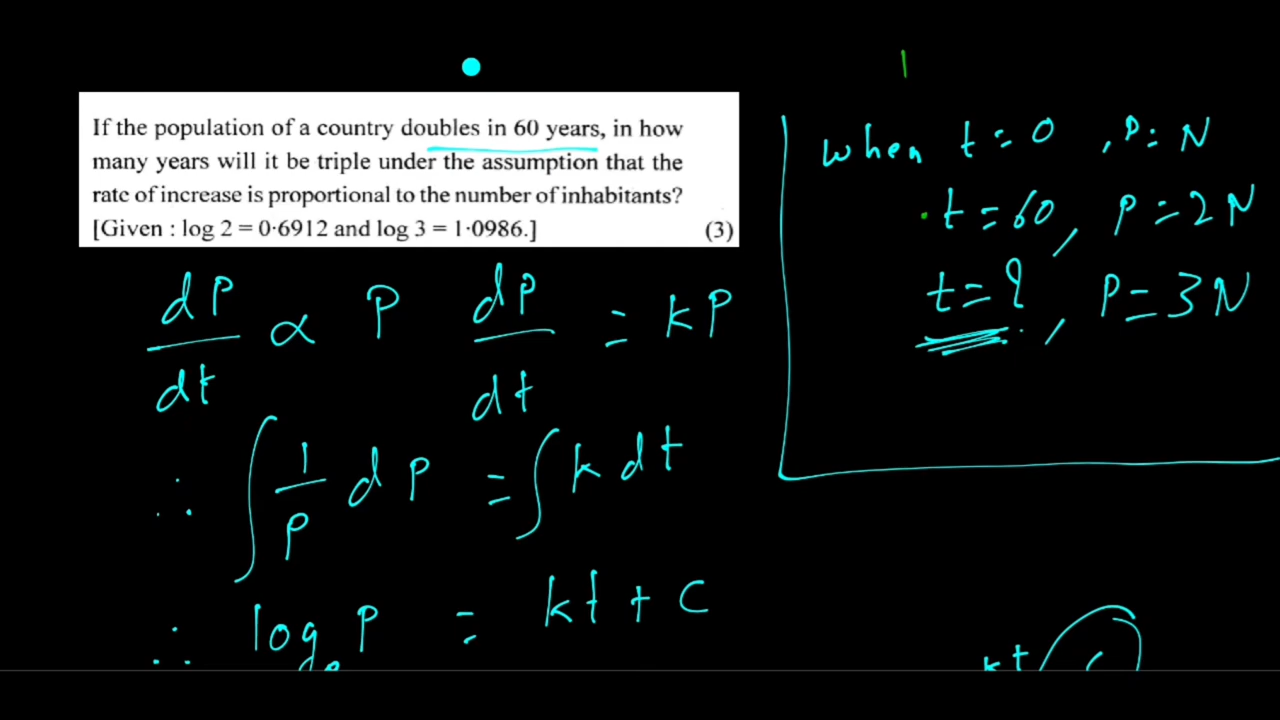 If the population of a country doubles in 60 years, in how
many years will it be triple under the assumption that the
rate of increase is proportional to the number of inhabitants?
[Given : log 2 = 0·6912 and log 3 = 1·0986.] (3)
dP/dt ∝ P dP/dt = kP
∴ ∫ 1/P dP = ∫ k dt
∴ log P = kt + c
when t = 0 , P = N
t = 60 , P = 2N
t = ? , P = 3N
kt